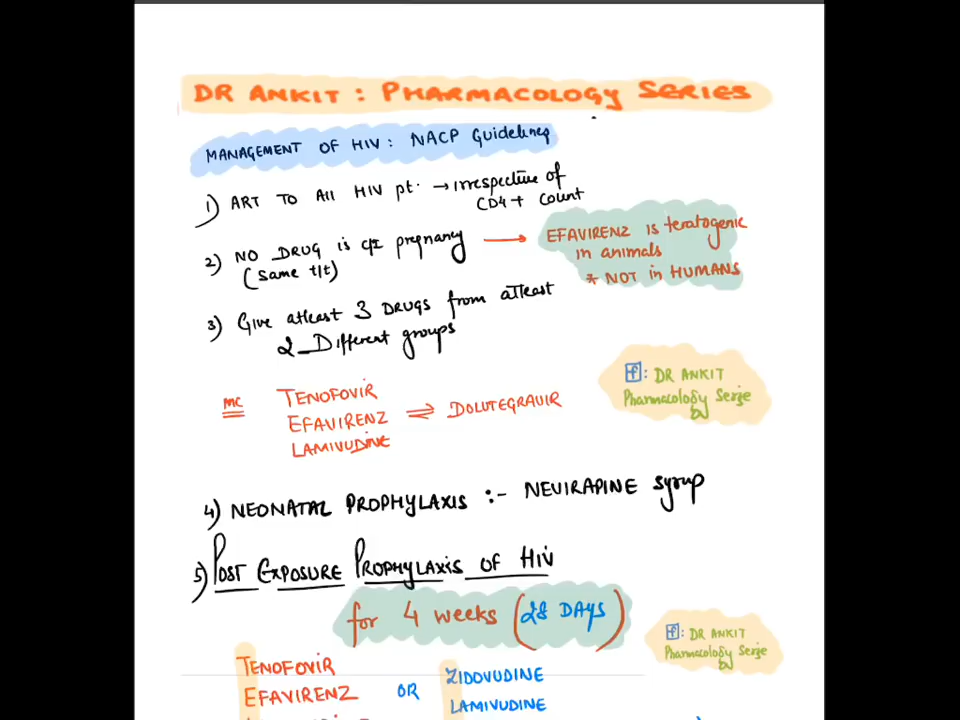 DR ANKIT : PHARMACOLOGY SERIES
MANAGEMENT OF HIV : NACP Guidelines
1) ART TO All HIV pt. → irrespective of
CD4+ count
2) NO DRUG is c/I pregnancy → EFAVIRENZ is teratogenic
(same t/t)
in animals
* NOT in HUMANS
3) Give atleast 3 DRUGS from atleast
2 Different groups
mc TENOFOVIR
EFAVIRENZ ⇌ DOLUTEGRAVIR
LAMIVUDINE
f : DR ANKIT
Pharmacology Serie
4) NEONATAL PROPHYLAXIS :- NEVIRAPINE syrup
5) POST EXPOSURE PROPHYLAXIS OF HIV
for 4 weeks (28 DAYS)
f : DR ANKIT
Pharmacology Serie
TENOFOVIR
EFAVIRENZ OR
ZIDOVUDINE
LAMIVUDINE